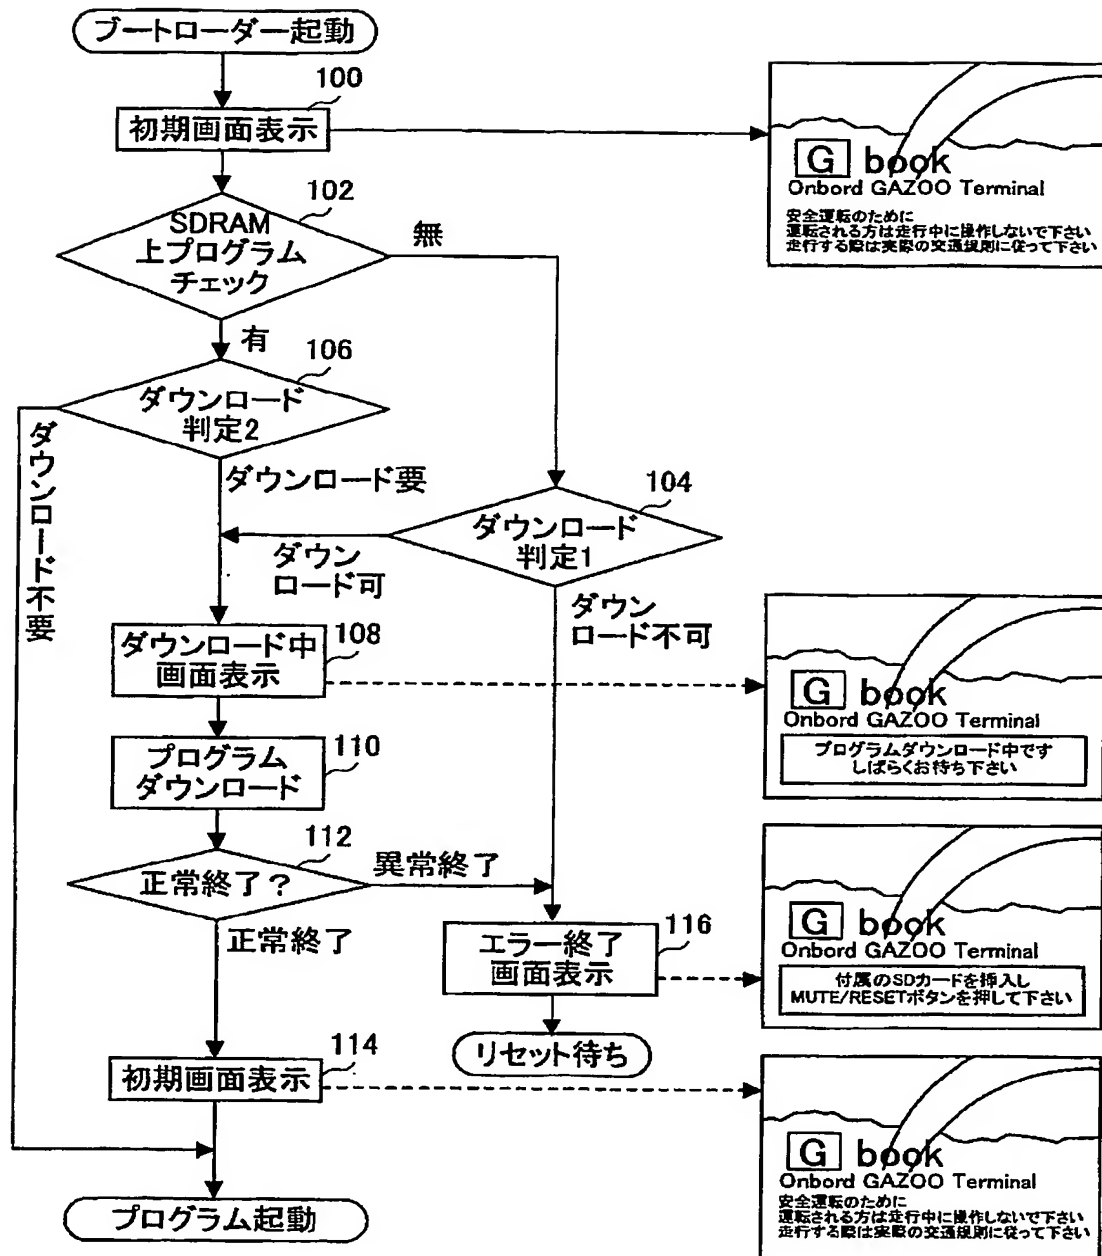 ブートローダー起動
100
初期画面表示
G book
Onbord GAZOO Terminal
安全運転のために
運転される方は走行中に操作しないで下さい
走行する際は実際の交通規則に従って下さい
102
SDRAM
上プログラム
チェック
無
有
106
ダウンロード
判定2
ダウンロード不要
ダウンロード要
104
ダウンロード
判定1
ダウン
ロード可
ダウン
ロード不可
108
ダウンロード中
画面表示
G book
Onbord GAZOO Terminal
プログラムダウンロード中です
しばらくお待ち下さい
110
プログラム
ダウンロード
112
正常終了?
異常終了
正常終了
116
エラー終了
画面表示
G book
Onbord GAZOO Terminal
付属のSDカードを挿入し
MUTE/RESETボタンを押して下さい
リセット待ち
114
初期画面表示
G book
Onbord GAZOO Terminal
安全運転のために
運転される方は走行中に操作しないで下さい
走行する際は実際の交通規則に従って下さい
プログラム起動